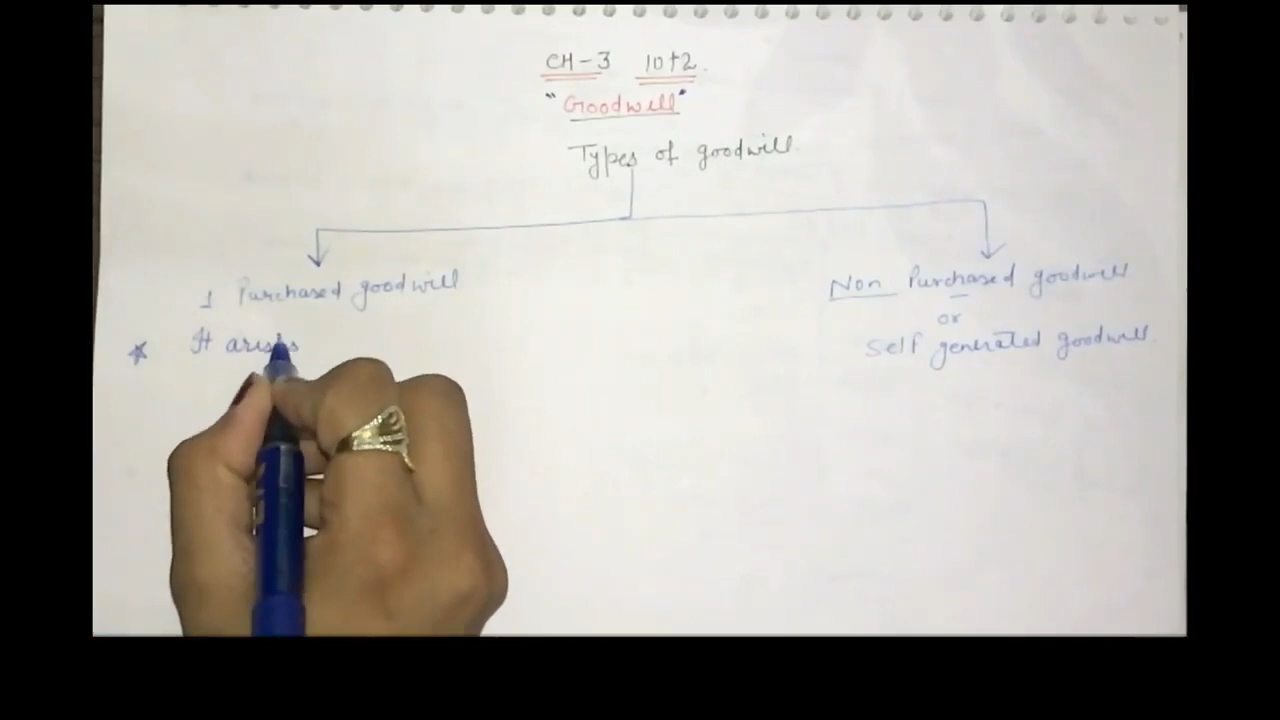 CH-3 10+2.
"Goodwill"
Types of goodwill.
1 Purchased goodwill
Non Purchased goodwill
or
Self generated goodwill.
* It arises